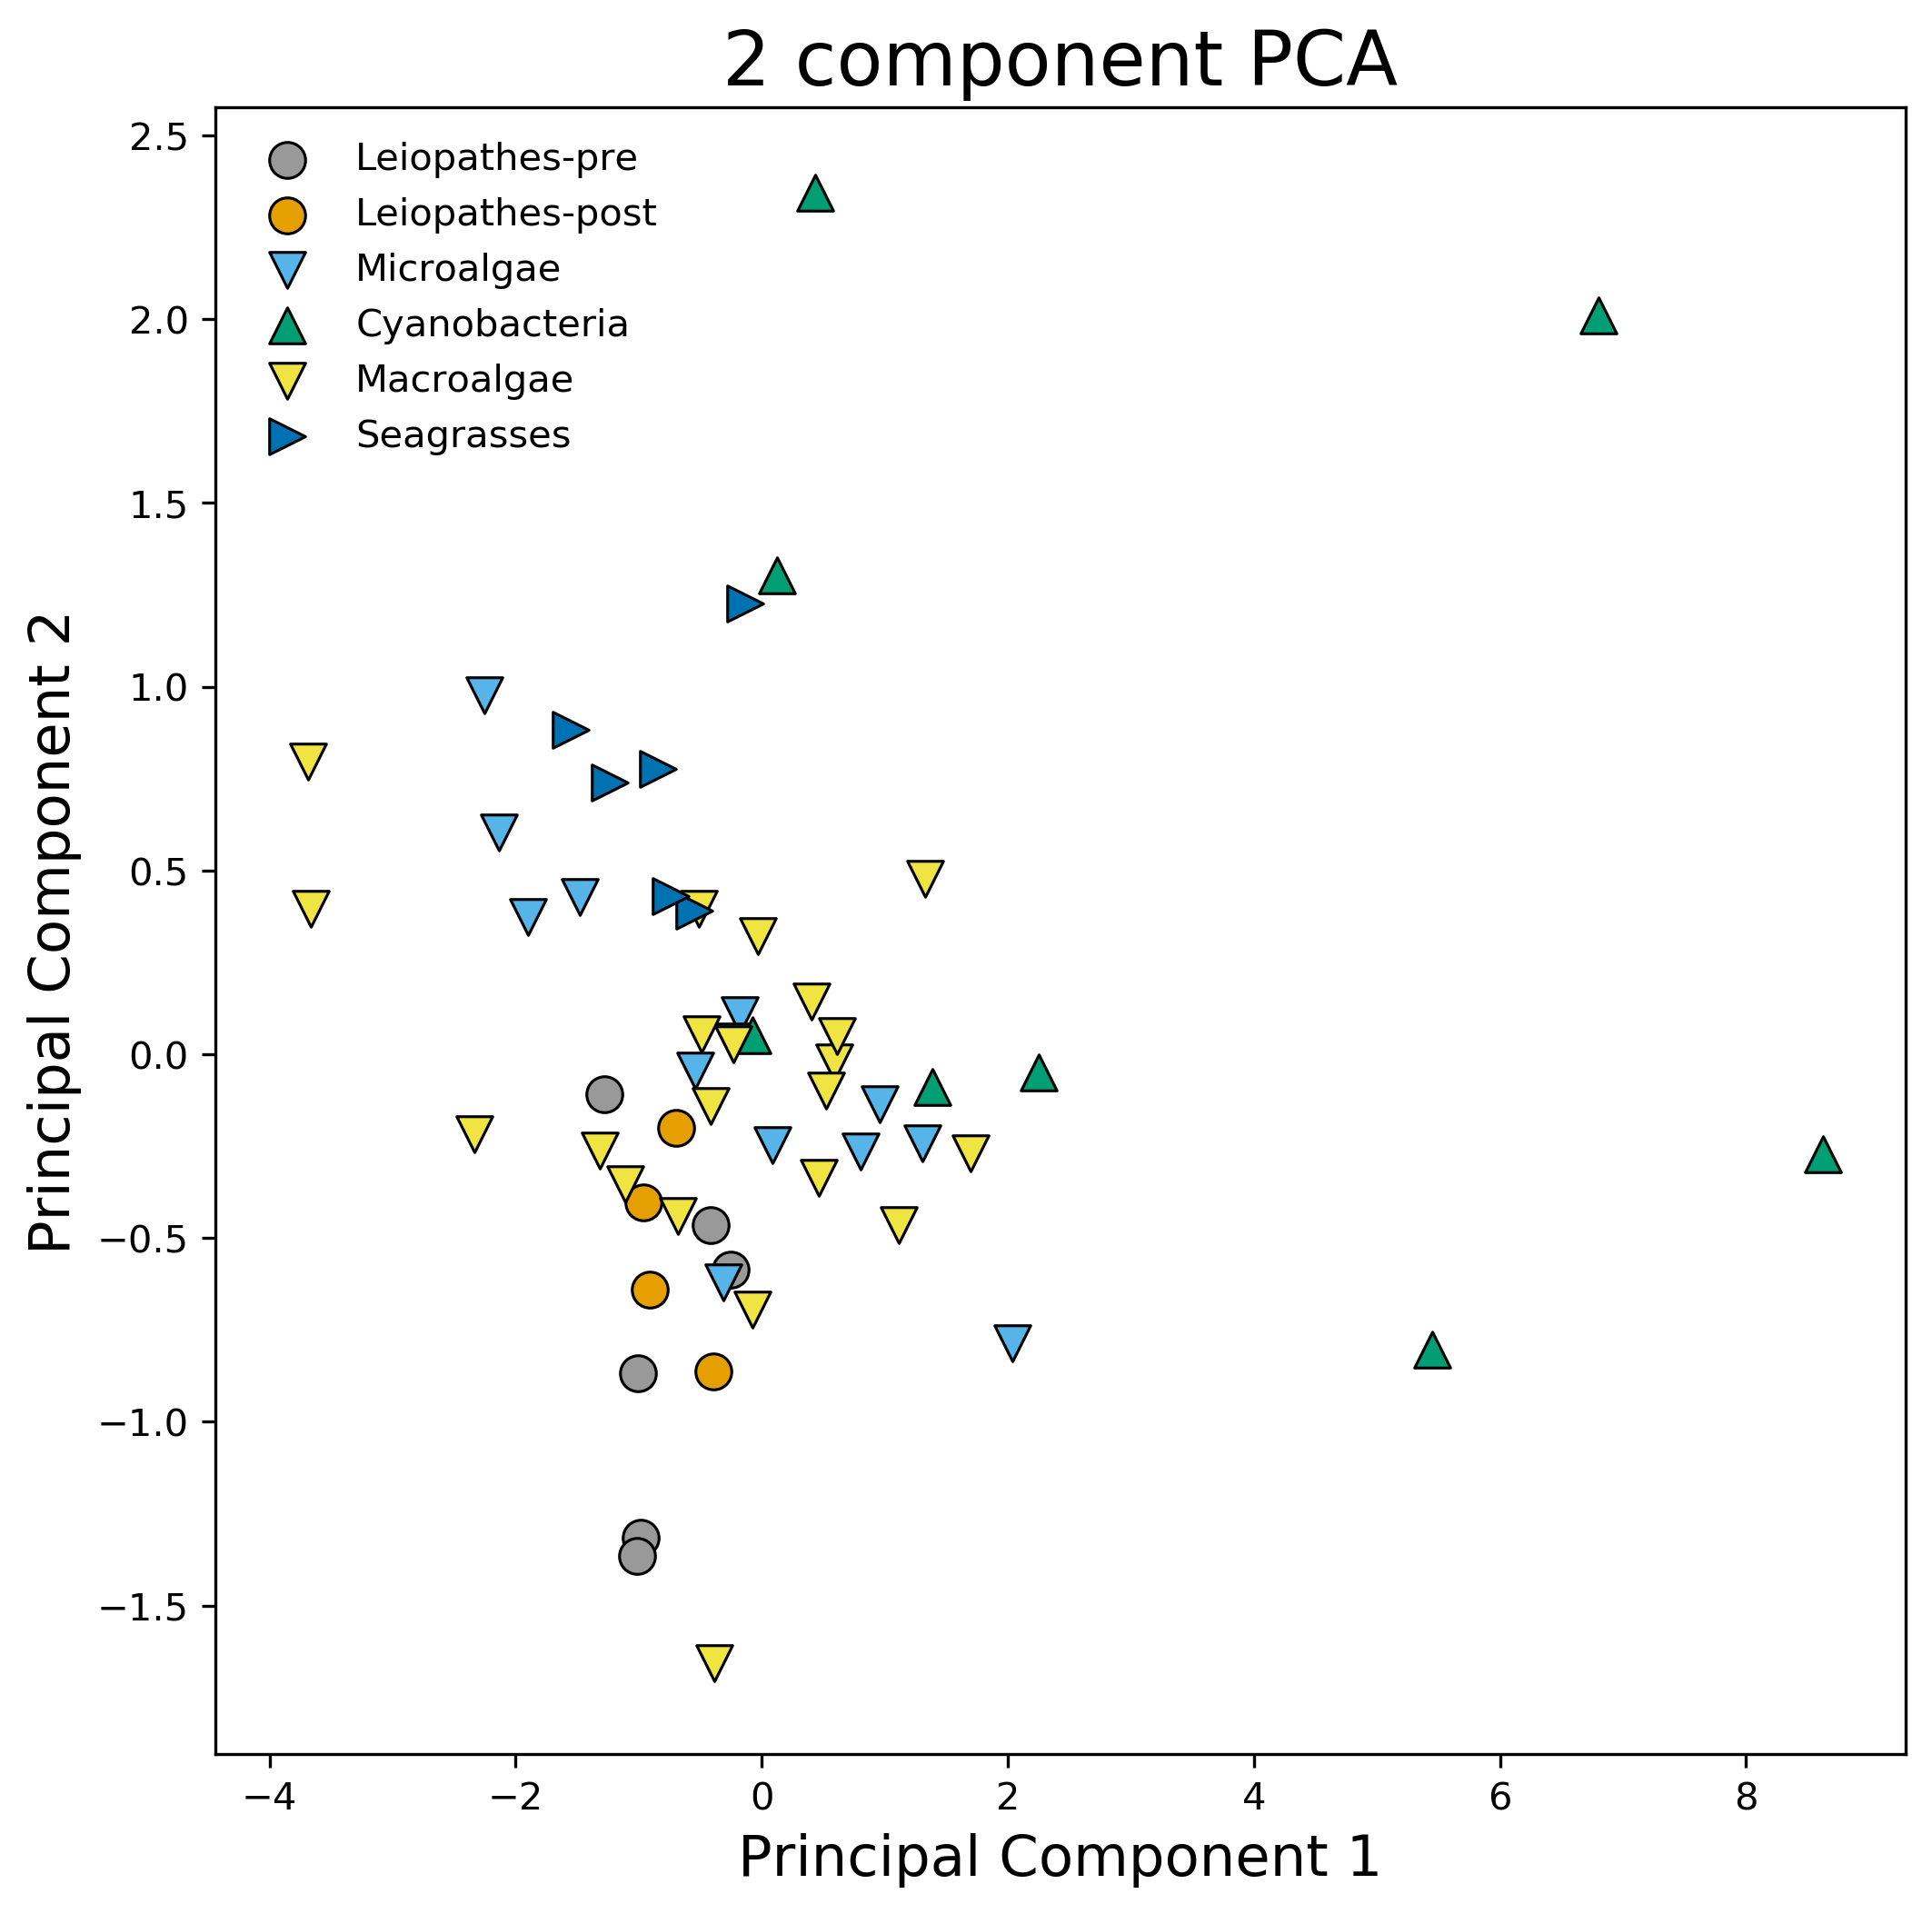 2 component PCA
Leiopathes-pre
Leiopathes-post
Microalgae
Cyanobacteria
Macroalgae
Seagrasses
2.5
2.0
1.5
1.0
0.5
0.0
−0.5
−1.0
−1.5
Principal Component 2
−4
−2
0
2
4
6
8
Principal Component 1